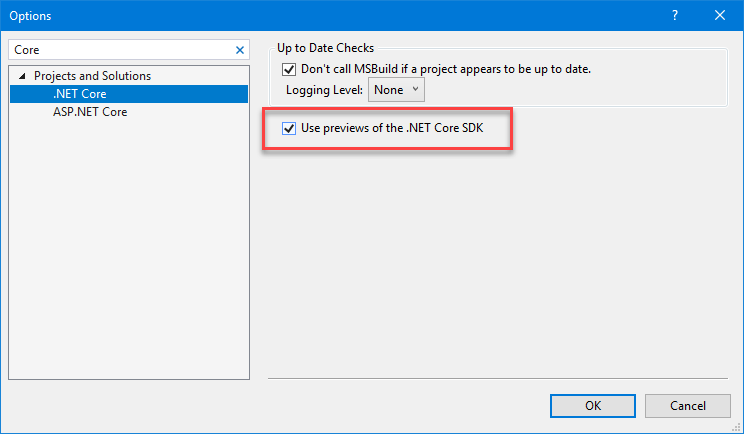 Options
?
Core
Projects and Solutions
.NET Core
ASP.NET Core
Up to Date Checks
Don't call MSBuild if a project appears to be up to date.
Logging Level: None
Use previews of the .NET Core SDK
OK Cancel